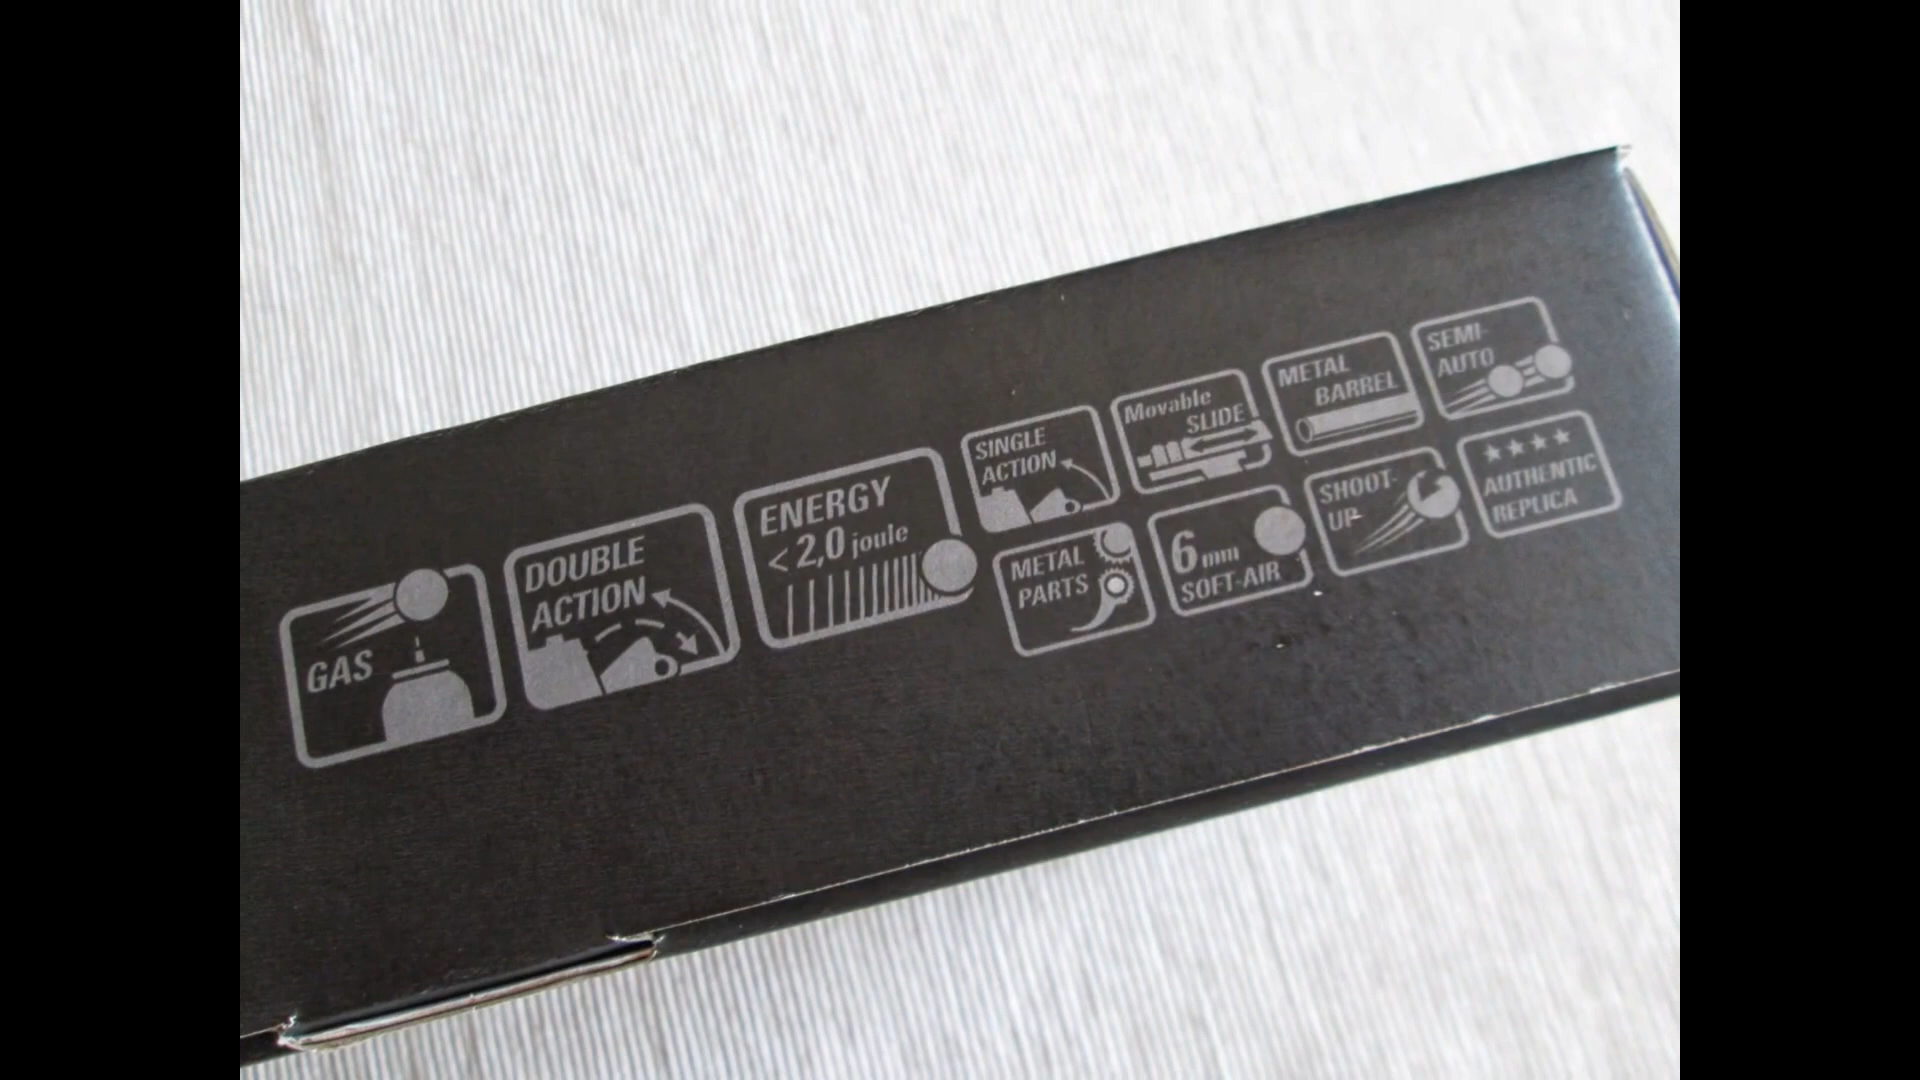 GAS
DOUBLE
ACTION
ENERGY
< 2,0 joule
SINGLE
ACTION
Movable
SLIDE
METAL
BARREL
SEMI-
AUTO
METAL
PARTS
6 mm
SOFT-AIR
SHOOT-
UP
AUTHENTIC
REPLICA